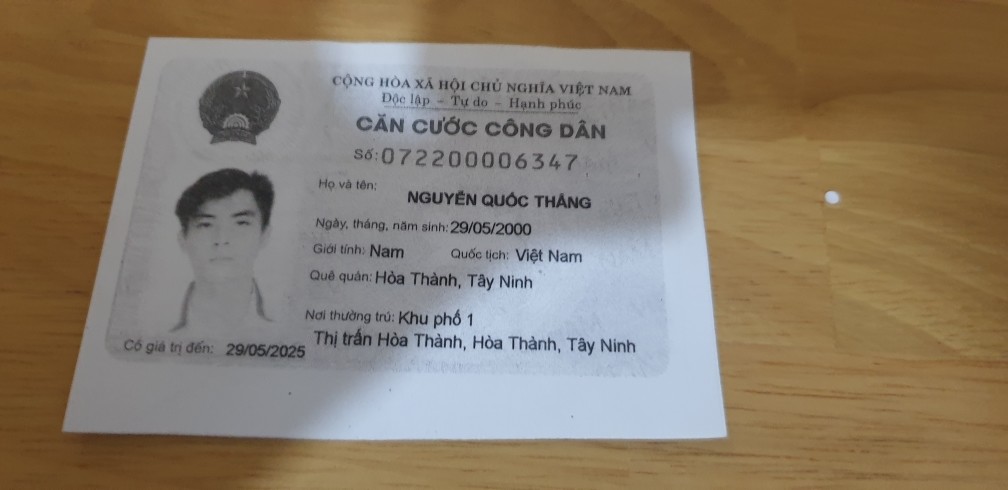 CỘNG HÒA XÃ HỘI CHỦ NGHĨA VIỆT NAM
Độc lập - Tự do - Hạnh phúc
CĂN CƯỚC CÔNG DÂN
Số: 072200006347
Họ và tên:
NGUYỄN QUỐC THẮNG
Ngày, tháng, năm sinh: 29/05/2000
Giới tính: Nam Quốc tịch: Việt Nam
Quê quán: Hòa Thành, Tây Ninh
Nơi thường trú: Khu phố 1
Thị trấn Hòa Thành, Hòa Thành, Tây Ninh
Có giá trị đến: 29/05/2025